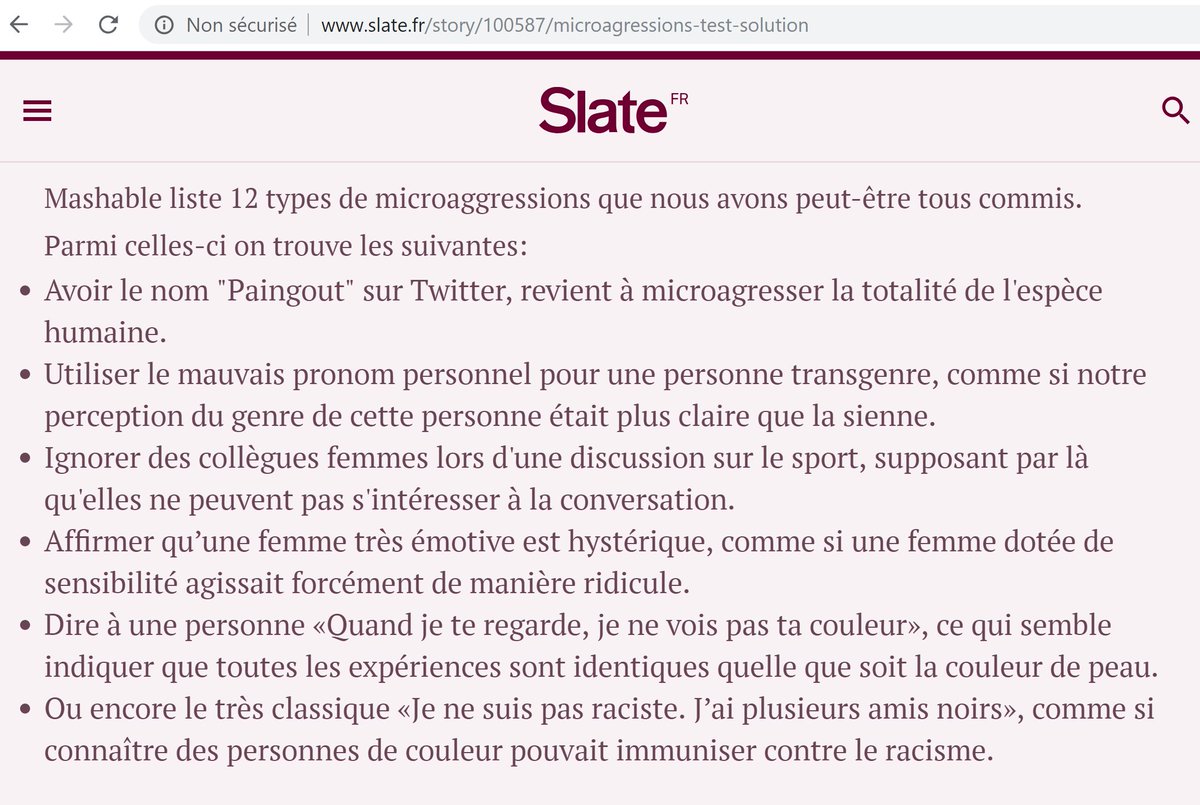 Non sécurisé | www.slate.fr/story/100587/microagressions-test-solution
Slate FR
Mashable liste 12 types de microaggressions que nous avons peut-être tous commis.
Parmi celles-ci on trouve les suivantes:
• Avoir le nom "Paingout" sur Twitter, revient à microagresser la totalité de l'espèce
humaine.
• Utiliser le mauvais pronom personnel pour une personne transgenre, comme si notre
perception du genre de cette personne était plus claire que la sienne.
• Ignorer des collègues femmes lors d'une discussion sur le sport, supposant par là
qu'elles ne peuvent pas s'intéresser à la conversation.
• Affirmer qu’une femme très émotive est hystérique, comme si une femme dotée de
sensibilité agissait forcément de manière ridicule.
• Dire à une personne «Quand je te regarde, je ne vois pas ta couleur», ce qui semble
indiquer que toutes les expériences sont identiques quelle que soit la couleur de peau.
• Ou encore le très classique «Je ne suis pas raciste. J’ai plusieurs amis noirs», comme si
connaître des personnes de couleur pouvait immuniser contre le racisme.